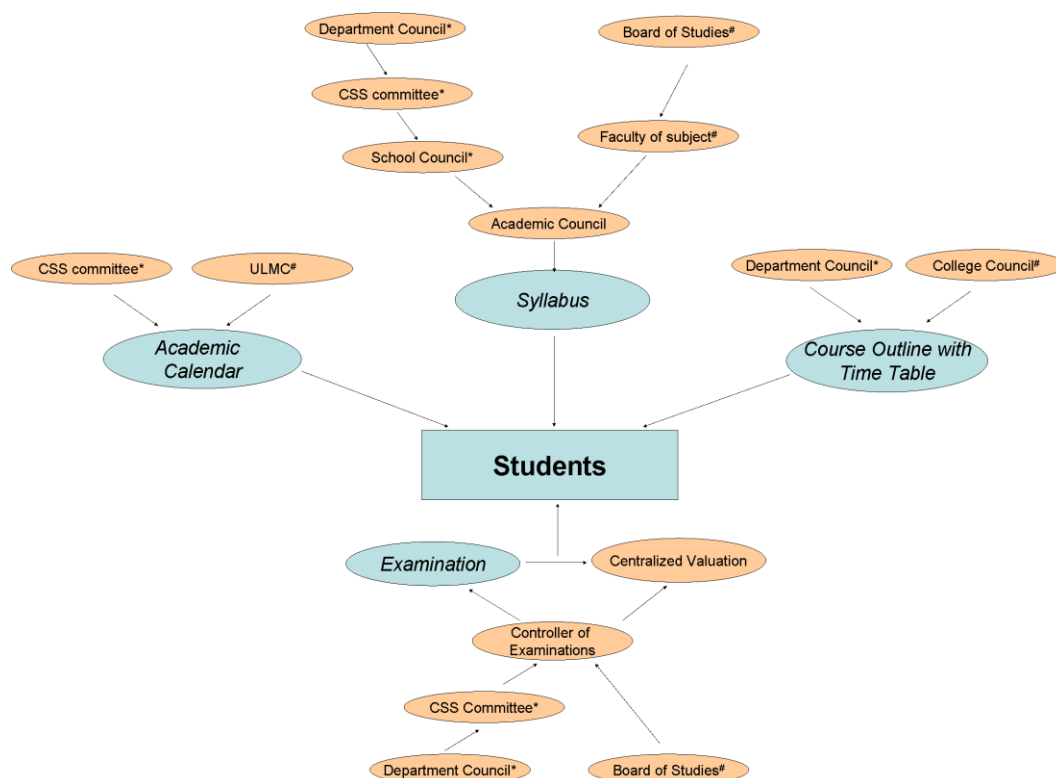 Department Council*
Board of Studies#
CSS committee*
Faculty of subject#
School Council*
Academic Council
CSS committee*
ULMC#
Department Council*
College Council#
Syllabus
Academic
Calendar
Course Outline with
Time Table
Students
Examination
Centralized Valuation
Controller of
Examinations
CSS Committee*
Department Council*
Board of Studies#